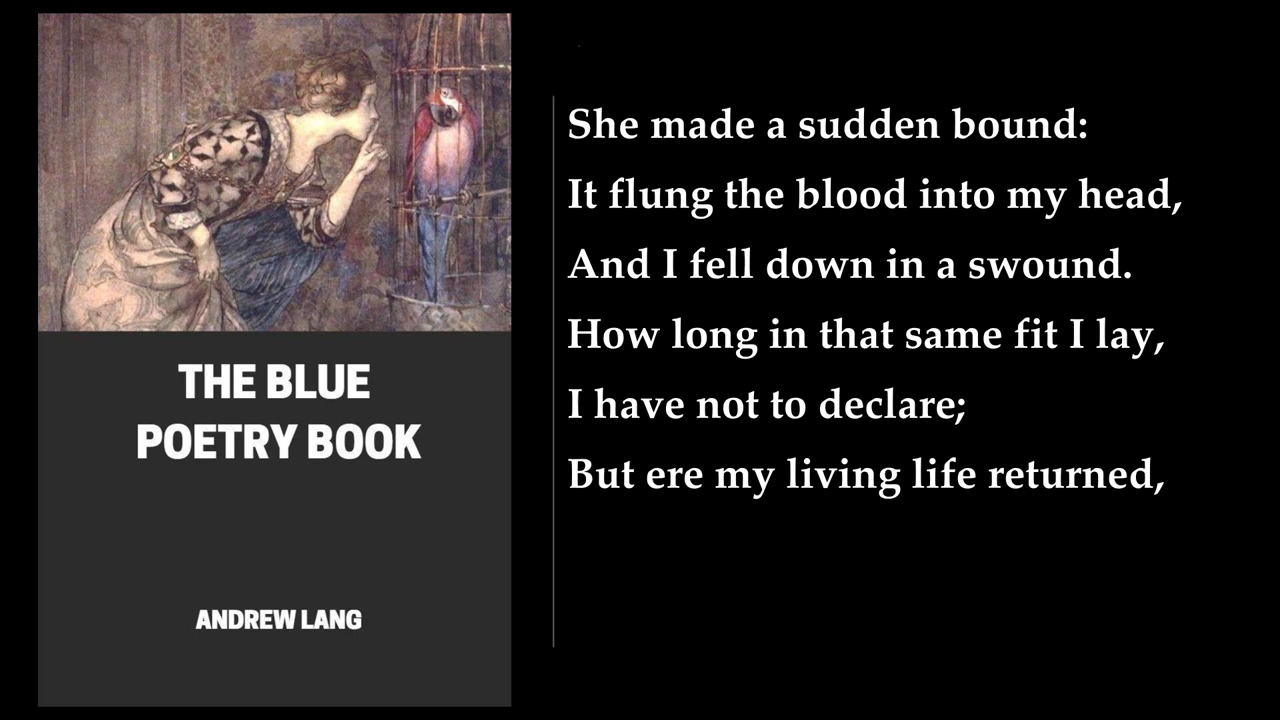 THE BLUE
POETRY BOOK
ANDREW LANG
She made a sudden bound:
It flung the blood into my head,
And I fell down in a swound.
How long in that same fit I lay,
I have not to declare;
But ere my living life returned,